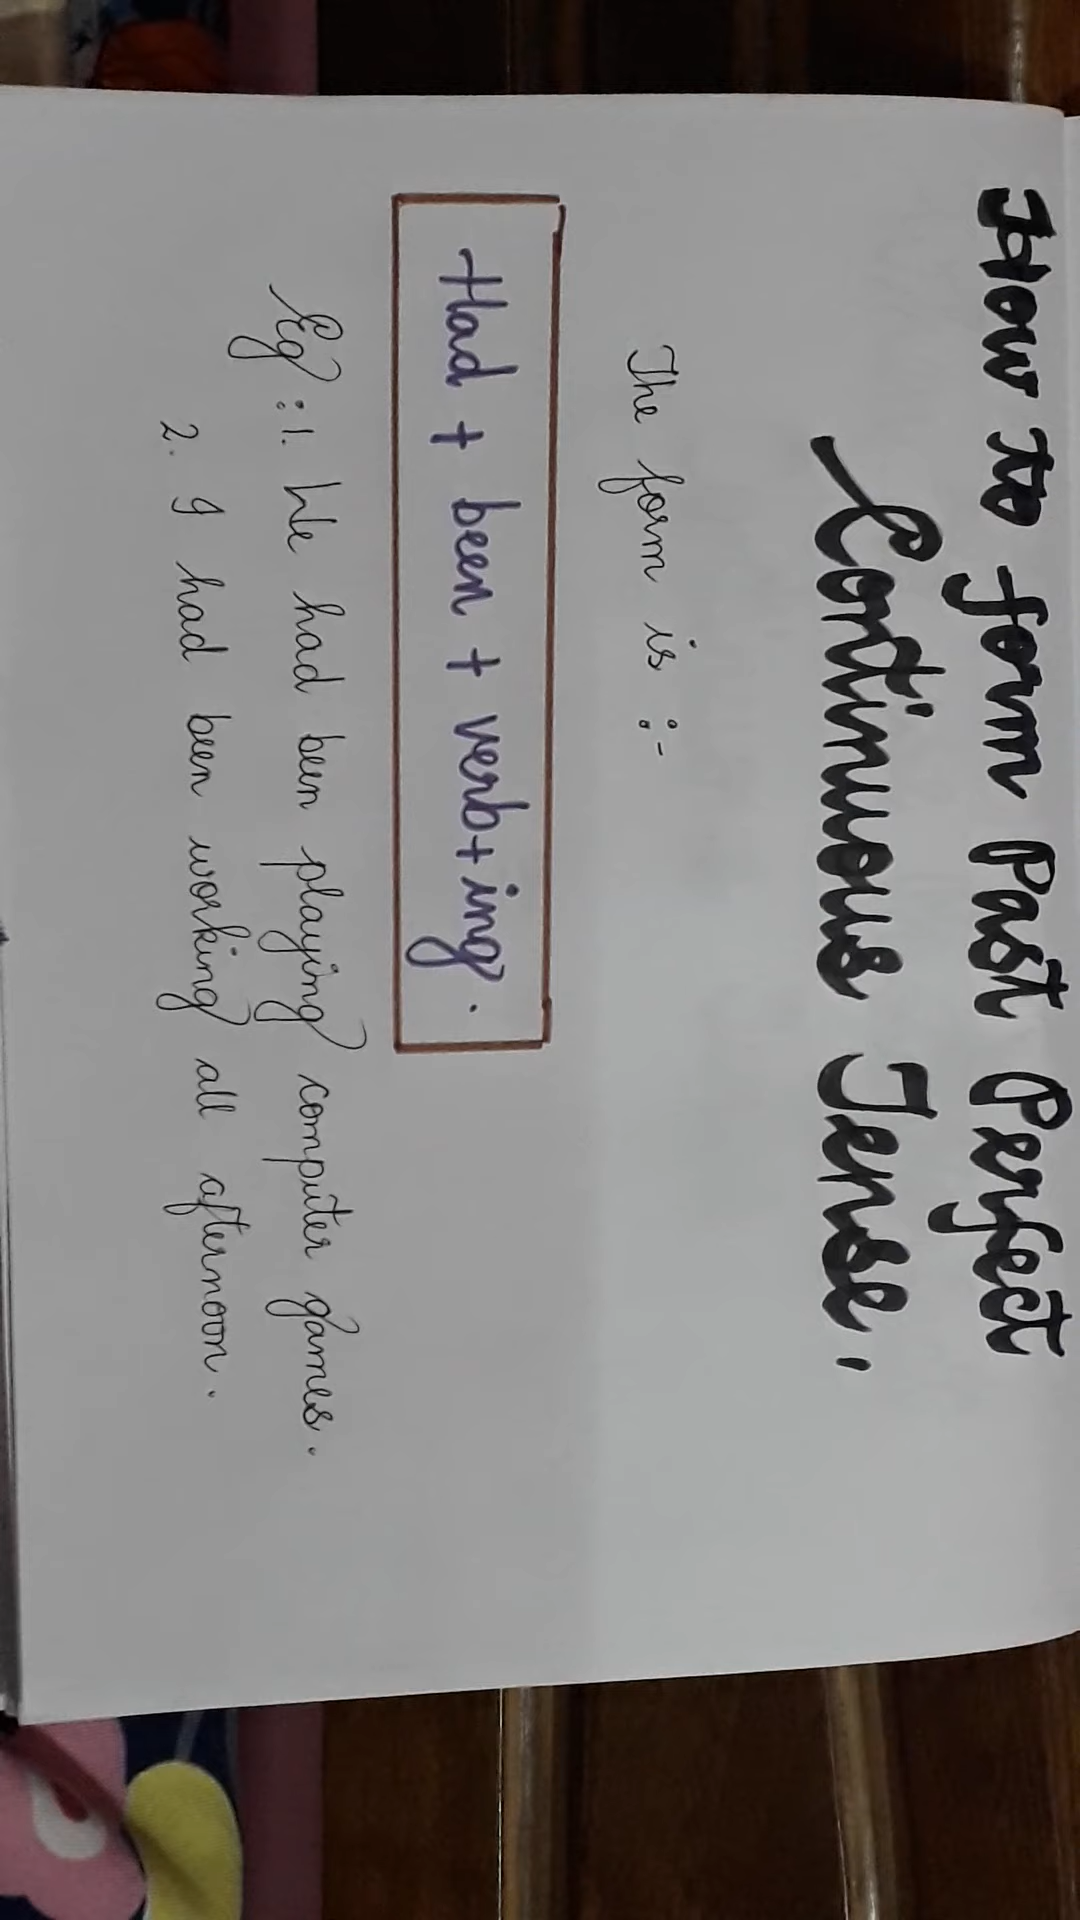 How to form Past Perfect
Continuous Tense.
The form is :-
Had + been + verb+ing.
Eg : 1. We had been playing computer games.
2. I had been working all afternoon.